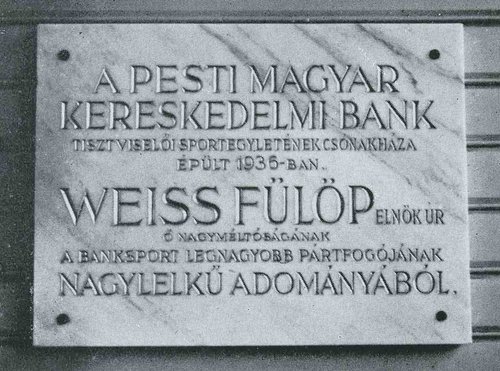 A PESTI MAGYAR
KERESKEDELMI BANK
TISZTVISELŐI SPORTEGYLETÉNEK CSÓNAKHÁZA
ÉPÜLT 1936-BAN.
WEISS FÜLÖP ELNÖK ÚR
Ő NAGYMÉLTÓSÁGÁNAK
A BANKSPORT LEGNAGYOBB PÁRTFOGÓJÁNAK
NAGYLELKŰ ADOMÁNYÁBÓL.